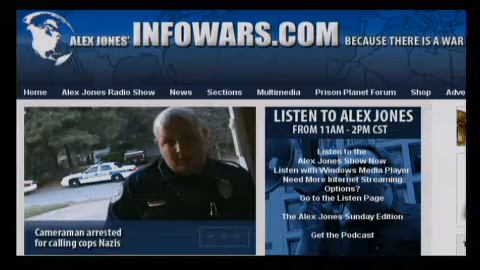 ALEX JONES' INFOWARS.COM BECAUSE THERE IS A WAR
Home Alex Jones Radio Show News Sections Multimedia Prison Planet Forum Shop Adve
LISTEN TO ALEX JONES
FROM 11AM - 2PM CST
Listen to the
Alex Jones Show Now
Listen with Windows Media Player
Need More Internet Streaming
Options?
Go to the Listen Page
The Alex Jones Sunday Edition
Get the Podcast
Cameraman arrested
for calling cops Nazis